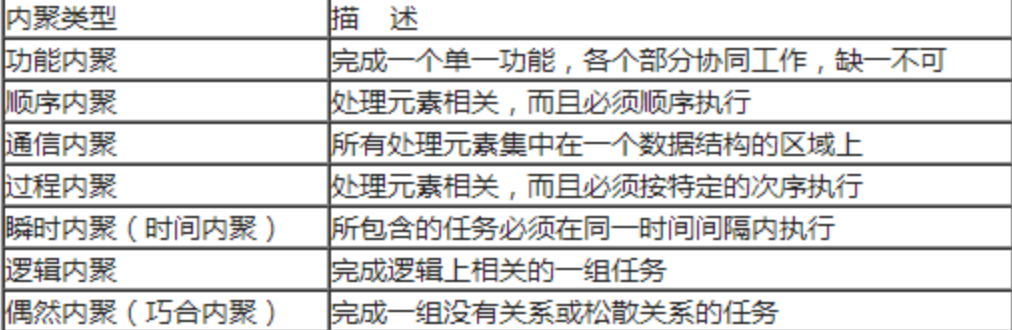 内聚类型 描 述
功能内聚 完成一个单一功能，各个部分协同工作，缺一不可
顺序内聚 处理元素相关，而且必须顺序执行
通信内聚 所有处理元素集中在一个数据结构的区域上
过程内聚 处理元素相关，而且必须按特定的次序执行
瞬时内聚（时间内聚） 所包含的任务必须在同一时间间隔内执行
逻辑内聚 完成逻辑上相关的一组任务
偶然内聚（巧合内聚） 完成一组没有关系或松散关系的任务